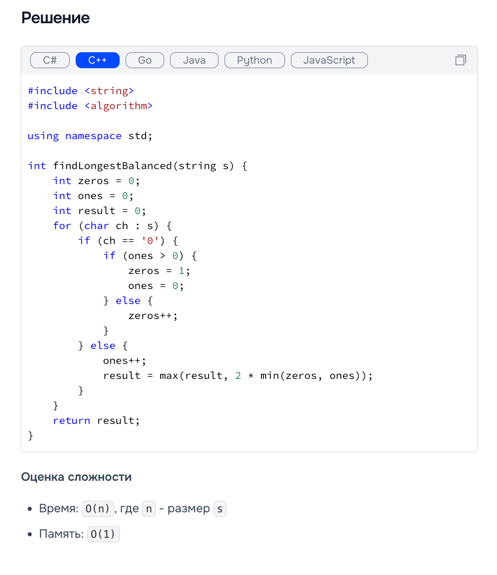 Решение
C# C++ Go Java Python JavaScript
#include <string>
#include <algorithm>
using namespace std;
int findLongestBalanced(string s) {
    int zeros = 0;
    int ones = 0;
    int result = 0;
    for (char ch : s) {
        if (ch == '0') {
            if (ones > 0) {
                zeros = 1;
                ones = 0;
            } else {
                zeros++;
            }
        } else {
            ones++;
            result = max(result, 2 * min(zeros, ones));
        }
    }
    return result;
}
Оценка сложности
• Время: O(n), где n - размер s
• Память: O(1)